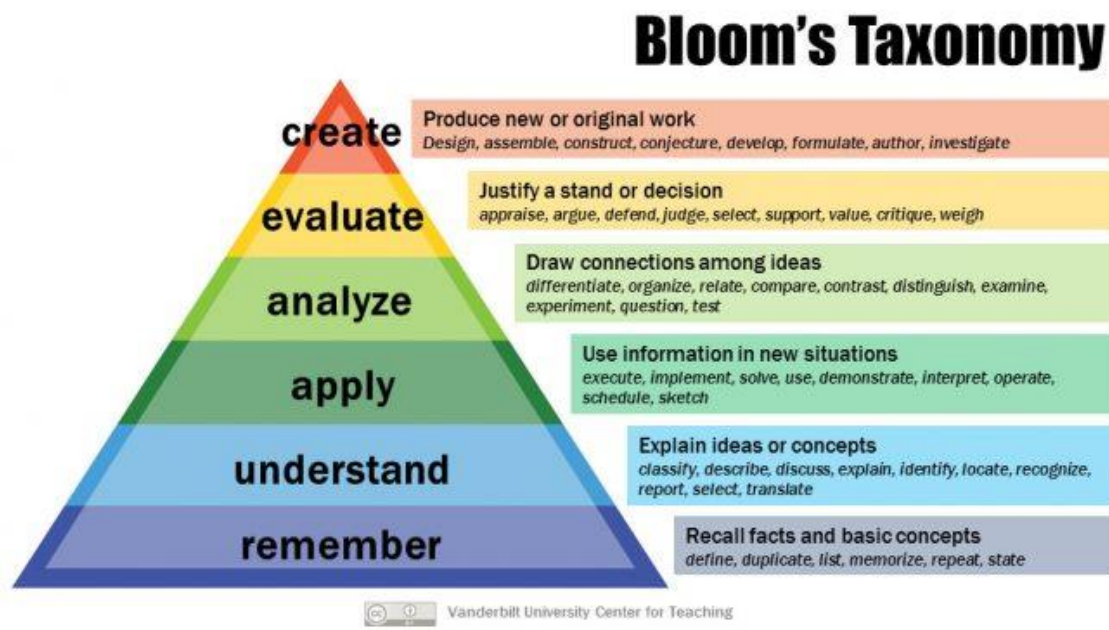 Bloom's Taxonomy
create
Produce new or original work
Design, assemble, construct, conjecture, develop, formulate, author, investigate
evaluate
Justify a stand or decision
appraise, argue, defend, judge, select, support, value, critique, weigh
analyze
Draw connections among ideas
differentiate, organize, relate, compare, contrast, distinguish, examine,
experiment, question, test
apply
Use information in new situations
execute, implement, solve, use, demonstrate, interpret, operate,
schedule, sketch
understand
Explain ideas or concepts
classify, describe, discuss, explain, identify, locate, recognize,
report, select, translate
remember
Recall facts and basic concepts
define, duplicate, list, memorize, repeat, state
cc
Vanderbilt University Center for Teaching